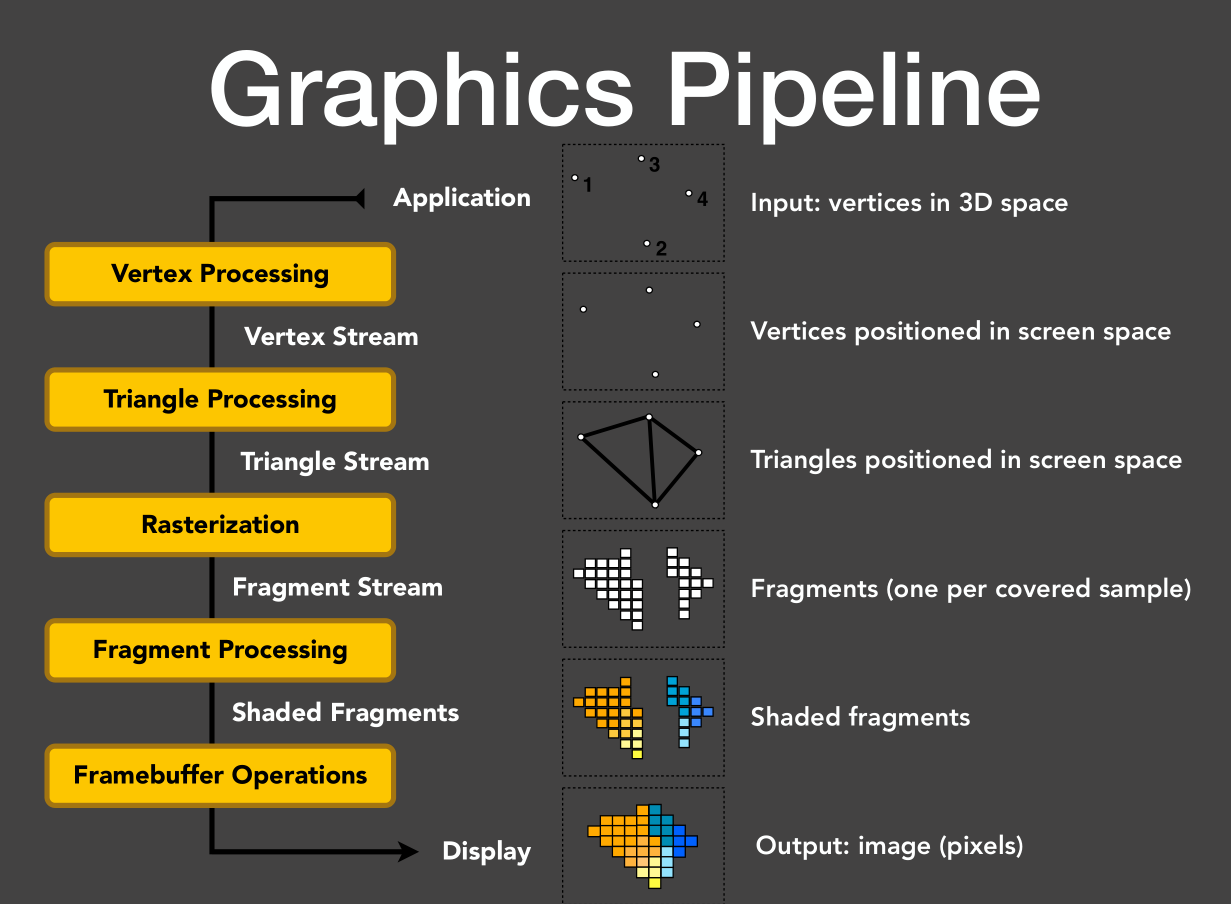 Graphics Pipeline
Application
1
3
4
2
Input: vertices in 3D space
Vertex Processing
Vertex Stream
Vertices positioned in screen space
Triangle Processing
Triangle Stream
Triangles positioned in screen space
Rasterization
Fragment Stream
Fragments (one per covered sample)
Fragment Processing
Shaded Fragments
Shaded fragments
Framebuffer Operations
Display
Output: image (pixels)